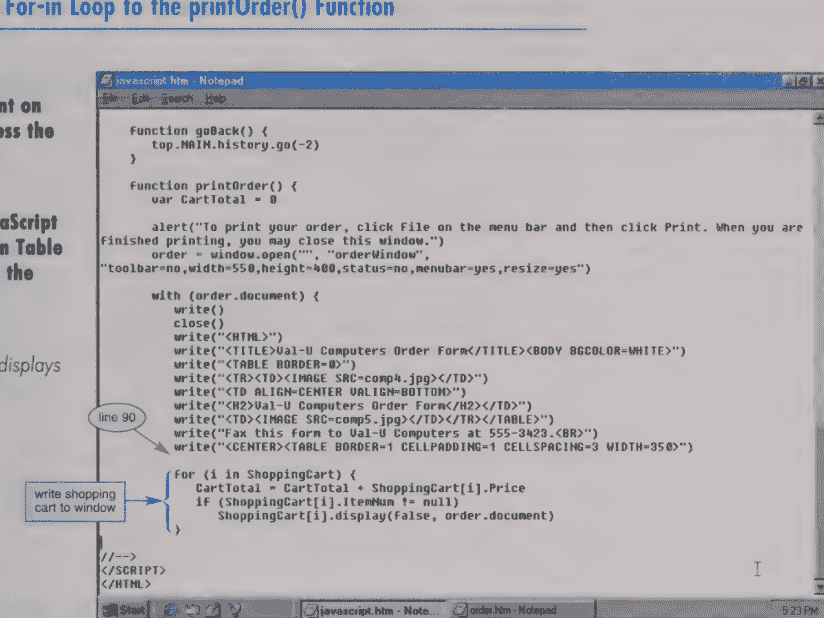 For-in Loop to the printOrder() Function
nt on
ess the
aScript
n Table
the
displays
javascript.htm - Notepad
File Edit Search Help
function goBack() {
top.MAIN.history.go(-2)
}
function printOrder() {
var CartTotal = 0
alert("To print your order, click File on the menu bar and then click Print. When you are
finished printing, you may close this window.")
order = window.open("", "orderWindow",
"toolbar=no,width=550,height=400,status=no,menubar=yes,resize=yes")
with (order.document) {
write()
close()
write("<HTML>")
write("<TITLE>Val-U Computers Order Form</TITLE><BODY BGCOLOR=WHITE>")
write("<TABLE BORDER=0>")
write("<TR><TD><IMAGE SRC=comp4.jpg></TD>")
write("<TD ALIGN=CENTER VALIGN=BOTTOM>")
write("<H2>Val-U Computers Order Form</H2></TD>")
write("<TD><IMAGE SRC=comp5.jpg></TD></TR></TABLE>")
write("Fax this form to Val-U Computers at 555-3423.<BR>")
line 90
write("<CENTER><TABLE BORDER=1 CELLPADDING=1 CELLSPACING=3 WIDTH=350>")
for (i in ShoppingCart) {
CartTotal = CartTotal + ShoppingCart[i].Price
if (ShoppingCart[i].ItemNum != null)
ShoppingCart[i].display(false, order.document)
}
write shopping
cart to window
//-->
</SCRIPT>
</HTML>
Start
javascript.htm - Note...
order.htm - Notepad
5:23 PM